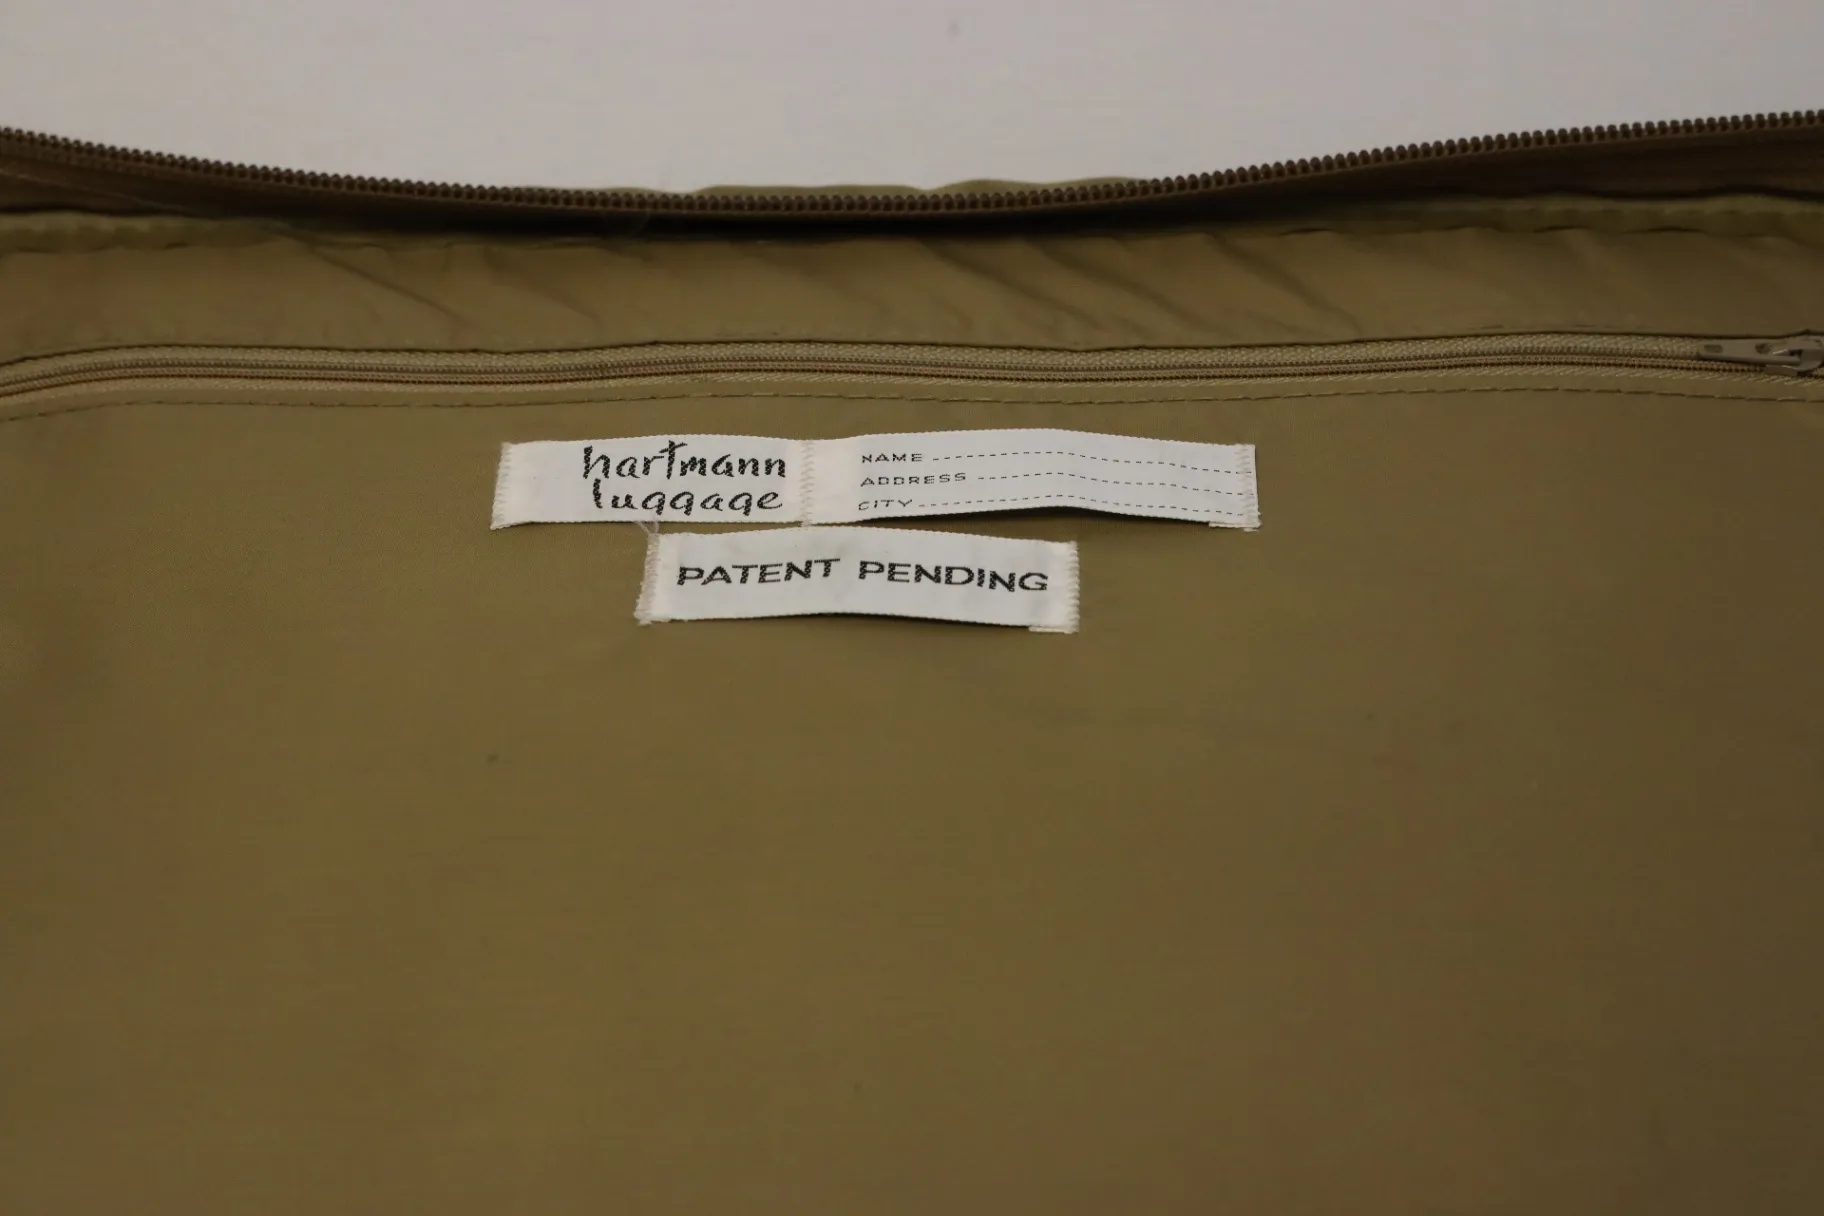 hartmann
luggage
NAME
ADDRESS
CITY
PATENT PENDING